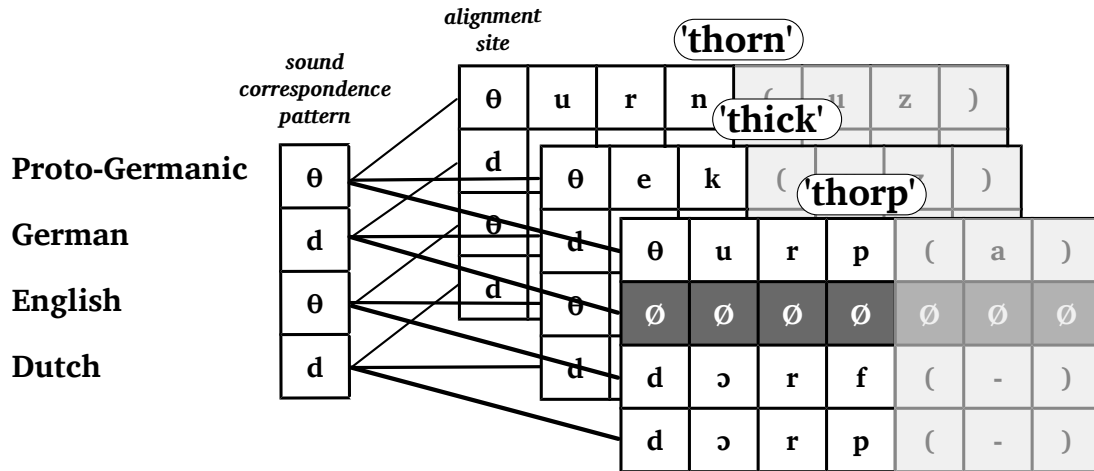 alignment
site
'thorn'
sound
correspondence
pattern
θ u r n ( u z )
'thick'
d
Proto-Germanic θ
θ e k ( z )
'thorp'
German d
θ
d
θ u r p ( a )
English θ
d
θ
Ø Ø Ø Ø Ø Ø Ø
Dutch d
d
d ɔ r f ( - )
d ɔ r p ( - )